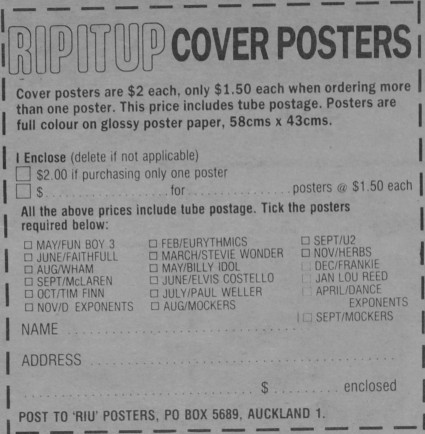 RIPITUP COVER POSTERS
Cover posters are $2 each, only $1.50 each when ordering more
than one poster. This price includes tube postage. Posters are
full colour on glossy poster paper, 58cms x 43cms.
I Enclose (delete if not applicable)
☐ $2.00 if purchasing only one poster
☐ $......................for......................posters @ $1.50 each
All the above prices include tube postage. Tick the posters
required below:
☐ MAY/FUN BOY 3
☐ JUNE/FAITHFULL
☐ AUG/WHAM
☐ SEPT/McLAREN
☐ OCT/TIM FINN
☐ NOV/D EXPONENTS
☐ FEB/EURYTHMICS
☐ MARCH/STEVIE WONDER
☐ MAY/BILLY IDOL
☐ JUNE/ELVIS COSTELLO
☐ JULY/PAUL WELLER
☐ AUG/MOCKERS
☐ SEPT/U2
☐ NOV/HERBS
☐ DEC/FRANKIE
☐ JAN LOU REED
☐ APRIL/DANCE
EXPONENTS
☐ SEPT/MOCKERS
NAME
ADDRESS
$ ............ enclosed
POST TO 'RIU' POSTERS, PO BOX 5689, AUCKLAND 1.